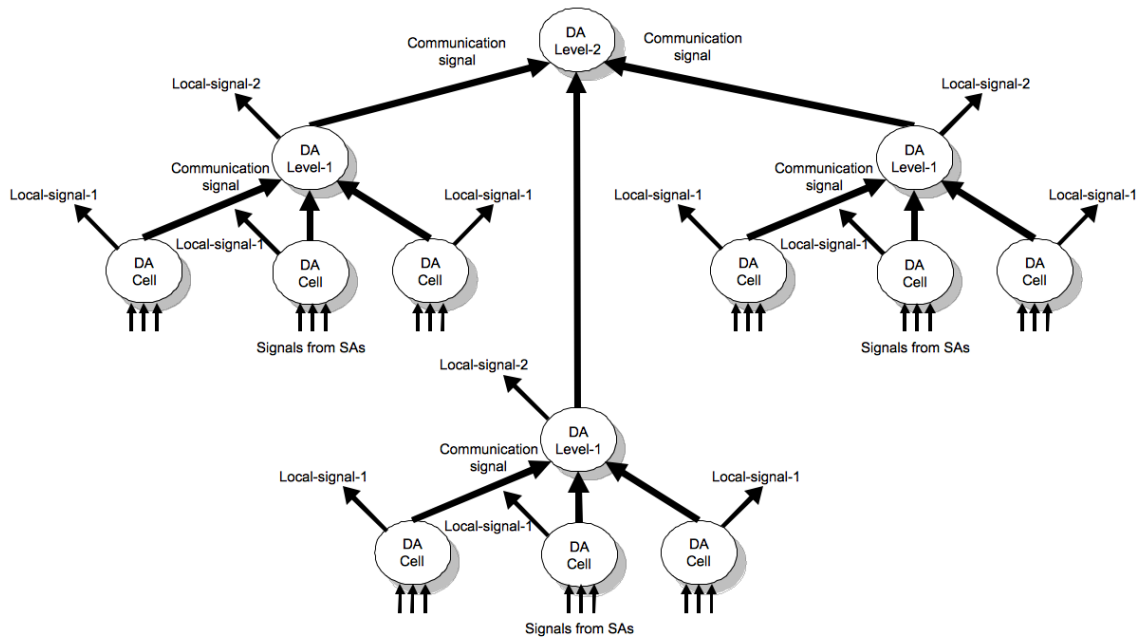 DA
Level-2
Communication
signal
Communication
signal
Local-signal-2
Local-signal-2
DA
Level-1
DA
Level-1
Communication
signal
Communication
signal
Local-signal-1
Local-signal-1
Local-signal-1
Local-signal-1
Local-signal-1
Local-signal-1
DA
Cell
DA
Cell
DA
Cell
DA
Cell
DA
Cell
DA
Cell
Signals from SAs
Signals from SAs
Local-signal-2
DA
Level-1
Communication
signal
Local-signal-1
Local-signal-1
Local-signal-1
DA
Cell
DA
Cell
DA
Cell
Signals from SAs